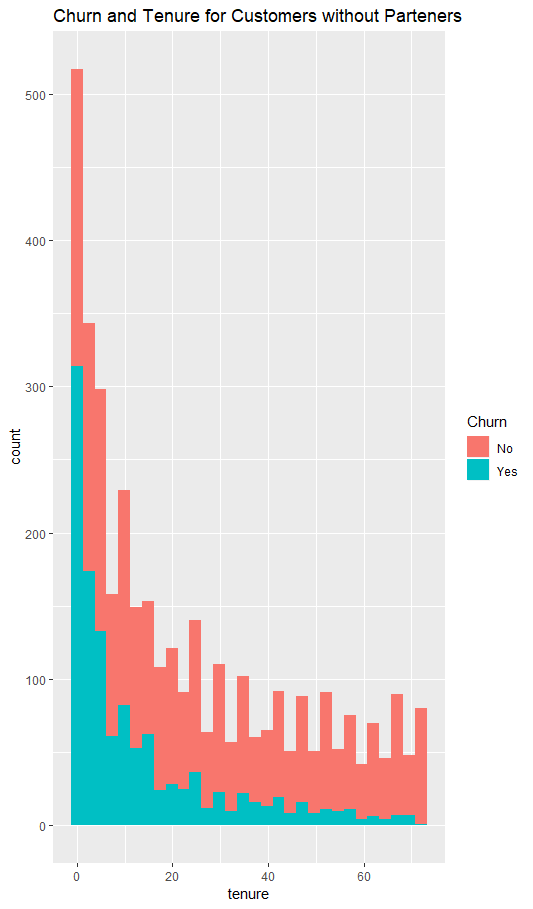 Churn and Tenure for Customers without Parteners
500
400
300
200
100
0
count
0 20 40 60
tenure
Churn
No
Yes